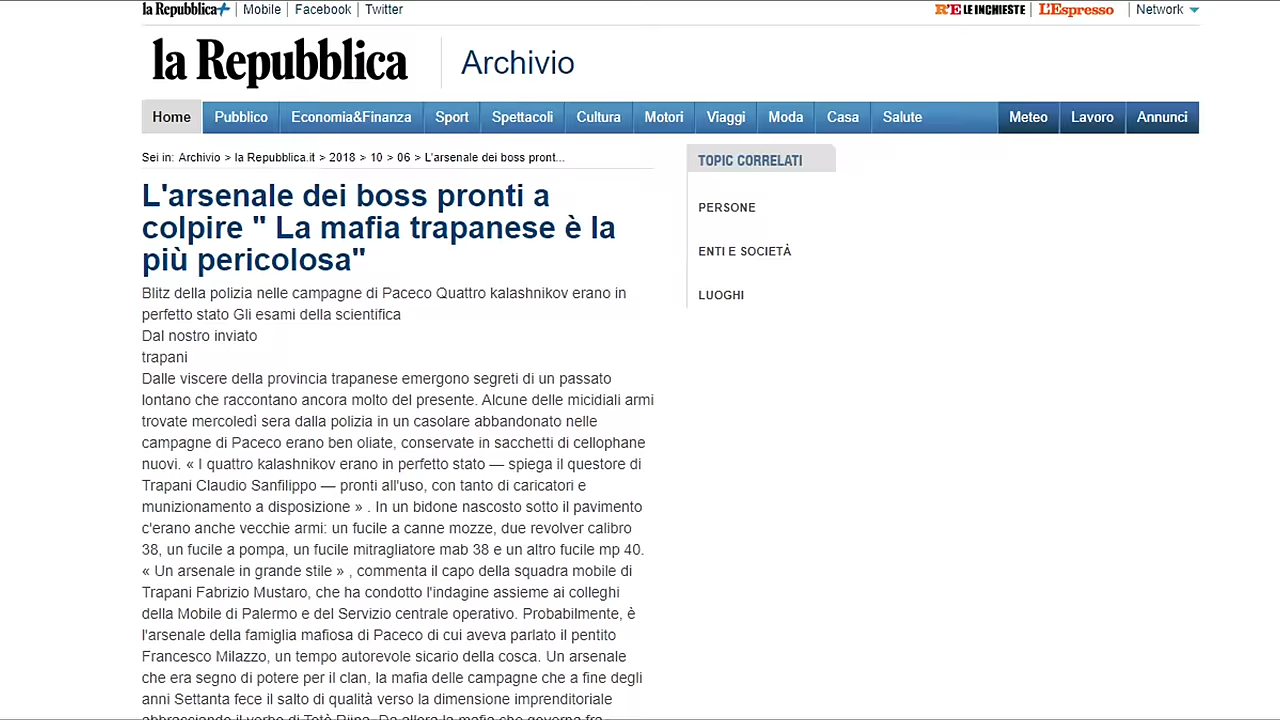 la Repubblica+ | Mobile | Facebook | Twitter
R'E LE INCHIESTE | L'Espresso | Network
la Repubblica Archivio
Home Pubblico Economia&Finanza Sport Spettacoli Cultura Motori Viaggi Moda Casa Salute Meteo Lavoro Annunci
Sei in: Archivio > la Repubblica.it > 2018 > 10 > 06 > L'arsenale dei boss pront...
L'arsenale dei boss pronti a
colpire " La mafia trapanese è la
più pericolosa"
Blitz della polizia nelle campagne di Paceco Quattro kalashnikov erano in
perfetto stato Gli esami della scientifica
Dal nostro inviato
trapani
Dalle viscere della provincia trapanese emergono segreti di un passato
lontano che raccontano ancora molto del presente. Alcune delle micidiali armi
trovate mercoledì sera dalla polizia in un casolare abbandonato nelle
campagne di Paceco erano ben oliate, conservate in sacchetti di cellophane
nuovi. « I quattro kalashnikov erano in perfetto stato — spiega il questore di
Trapani Claudio Sanfilippo — pronti all'uso, con tanto di caricatori e
munizionamento a disposizione » . In un bidone nascosto sotto il pavimento
c'erano anche vecchie armi: un fucile a canne mozze, due revolver calibro
38, un fucile a pompa, un fucile mitragliatore mab 38 e un altro fucile mp 40.
« Un arsenale in grande stile » , commenta il capo della squadra mobile di
Trapani Fabrizio Mustaro, che ha condotto l'indagine assieme ai colleghi
della Mobile di Palermo e del Servizio centrale operativo. Probabilmente, è
l'arsenale della famiglia mafiosa di Paceco di cui aveva parlato il pentito
Francesco Milazzo, un tempo autorevole sicario della cosca. Un arsenale
che era segno di potere per il clan, la mafia delle campagne che a fine degli
anni Settanta fece il salto di qualità verso la dimensione imprenditoriale
abbracciando il verbo di Totò Riina. Da allora la mafia che governa fra
TOPIC CORRELATI
PERSONE
ENTI E SOCIETÀ
LUOGHI